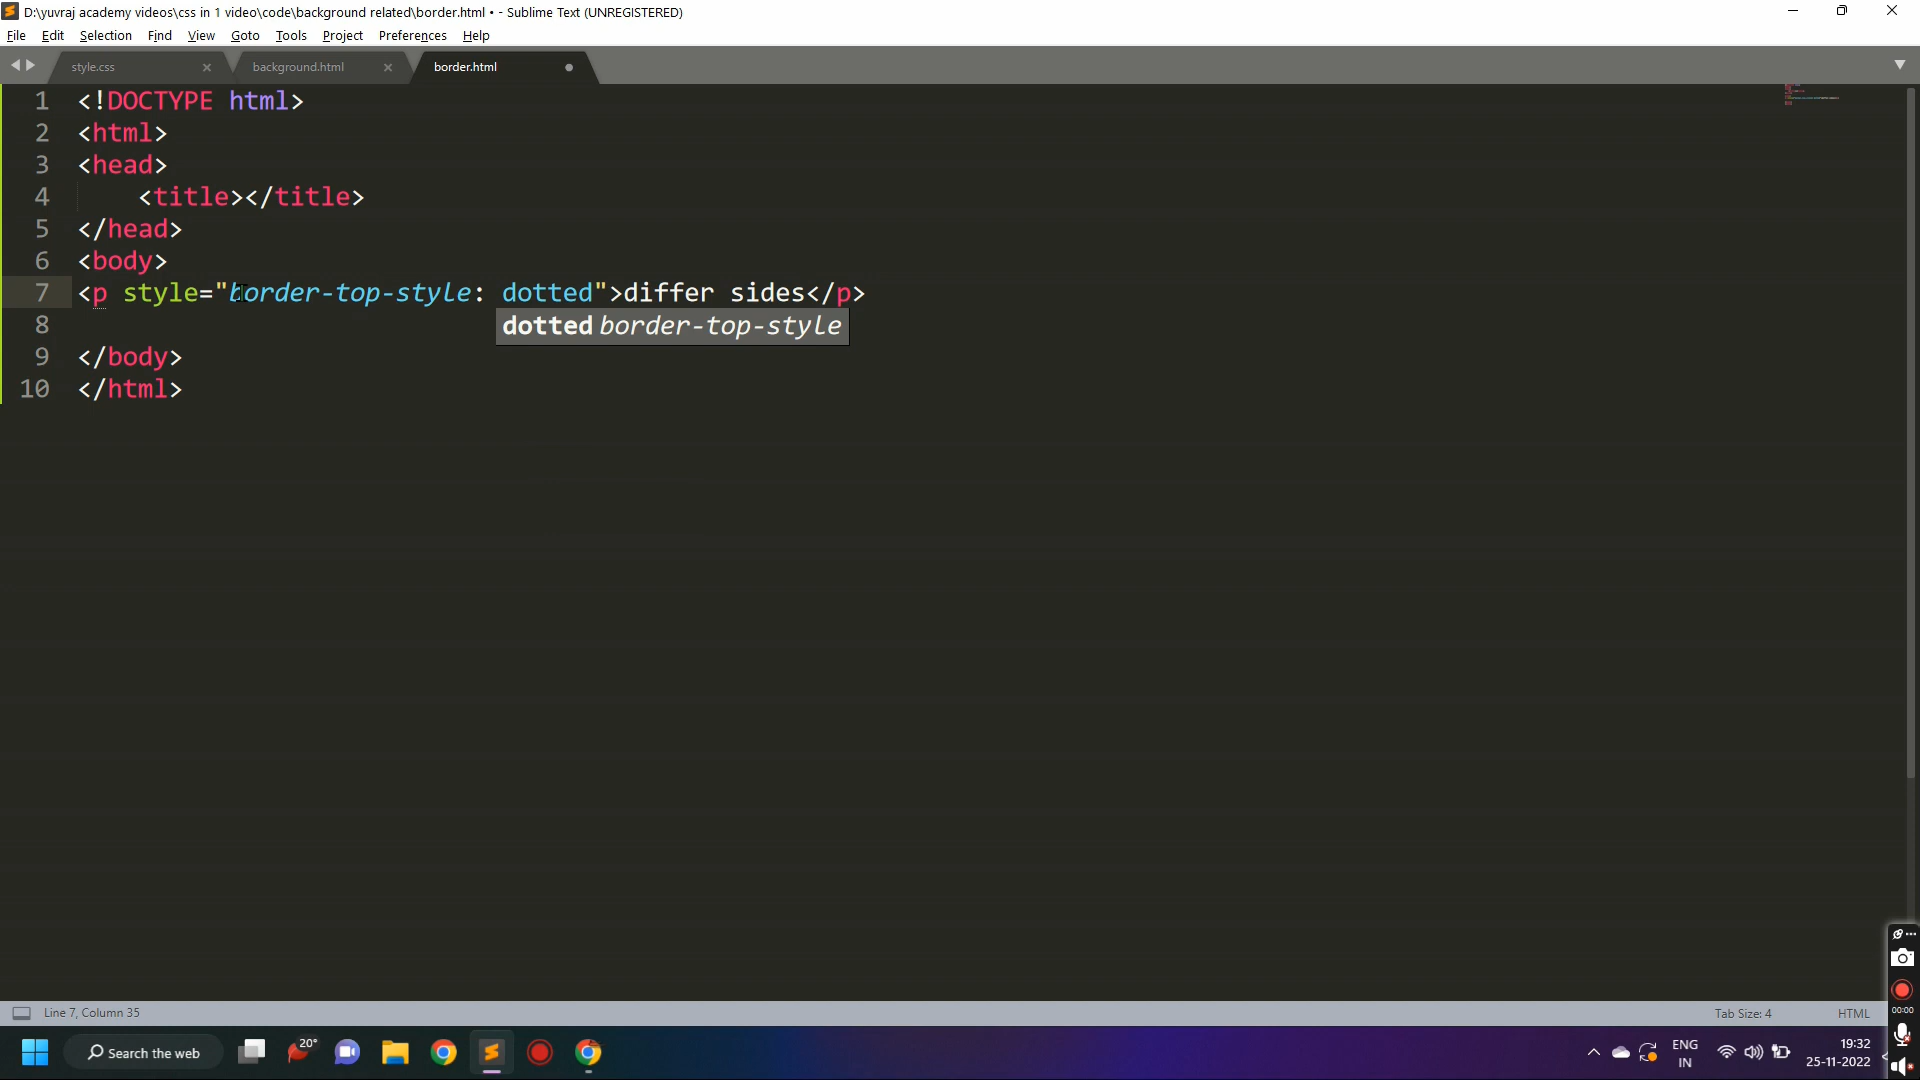 D:\yuvraj academy videos\css in 1 video\code\background related\border.html • - Sublime Text (UNREGISTERED)
File Edit Selection Find View Goto Tools Project Preferences Help
style.css background.html border.html
1 <!DOCTYPE html>
2 <html>
3 <head>
4 <title></title>
5 </head>
6 <body>
7 <p style="border-top-style: dotted">differ sides</p>
dotted border-top-style
8
9 </body>
10 </html>
00:00
Line 7, Column 35 Tab Size: 4 HTML
Search the web 20° ENG 19:32
IN 25-11-2022